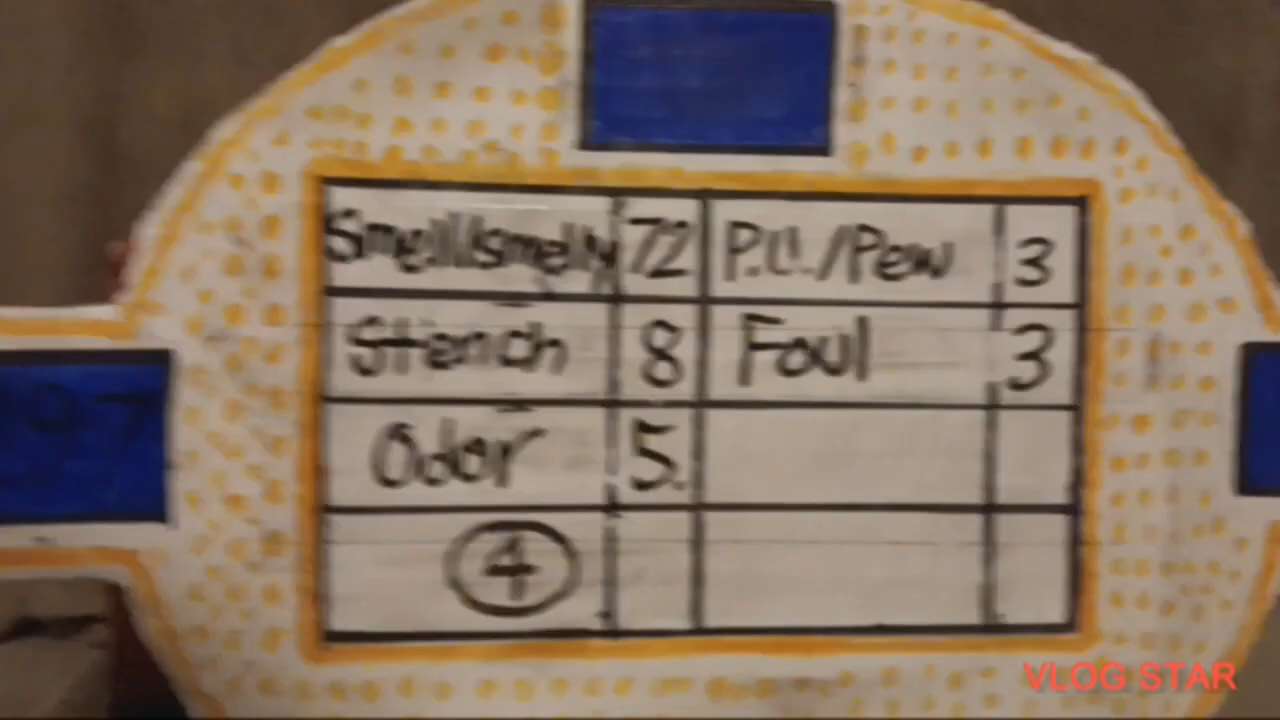 Smell/smelly 72 P.U./Pew 3
Stench 8 Foul 3
Odor 5
4
VLOG STAR